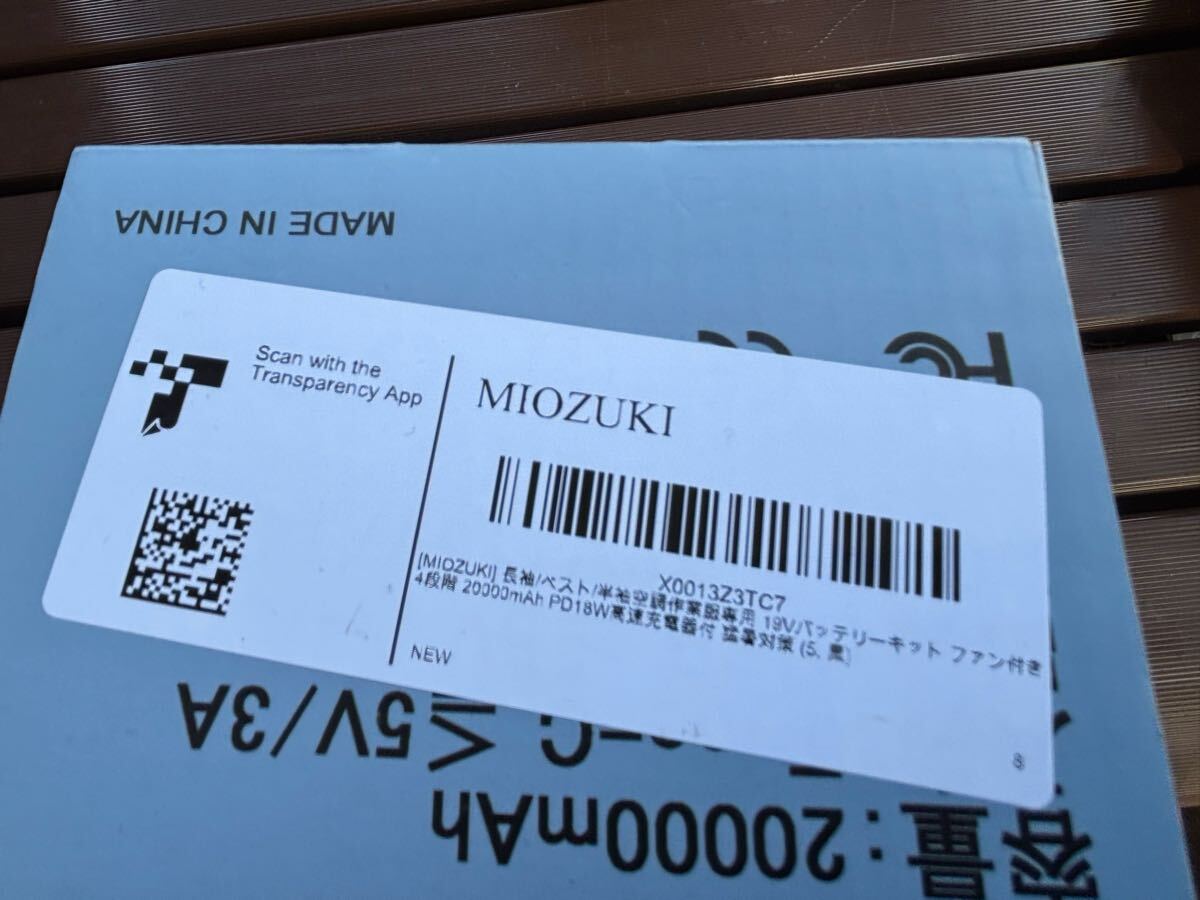 MADE IN CHINA
Scan with the
Transparency App
MIOZUKI
X0013Z3TC7
[MIOZUKI] 長袖/ベスト/半袖空調作業服専用 19Vバッテリーキット ファン付き
4段階 20000mAh PD18W高速充電器付 猛暑対策 (S, 黒)
NEW
8
FC
5V/3A
容量:20000mAh